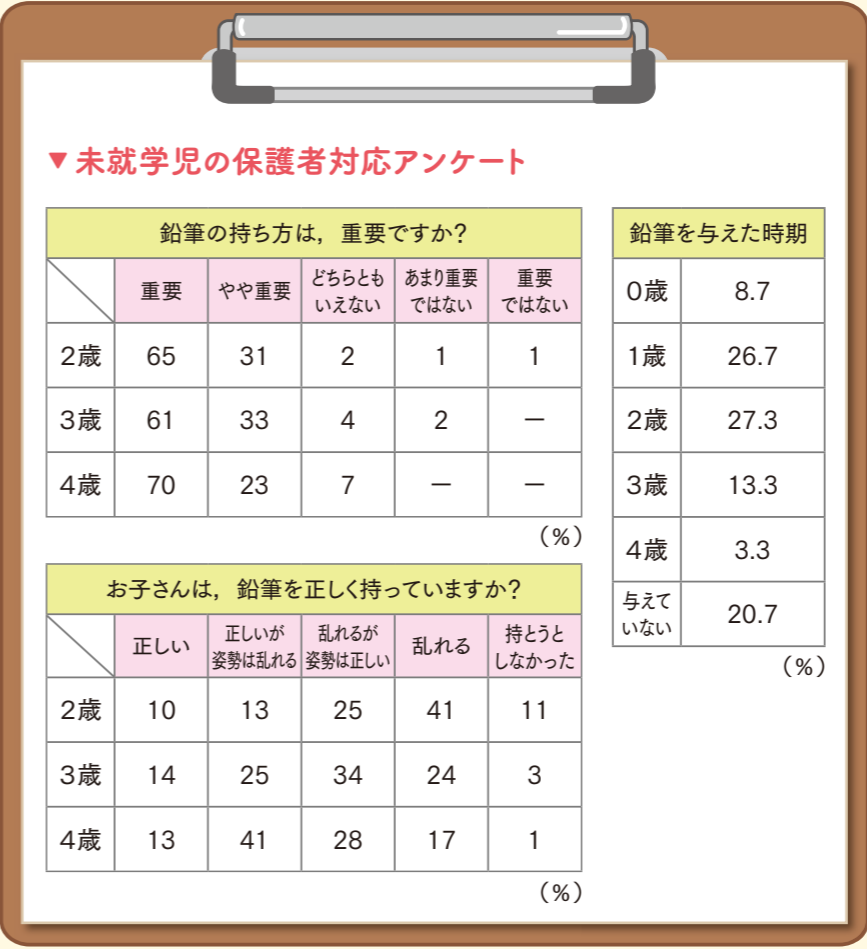 ▼未就学児の保護者対応アンケート
鉛筆の持ち方は，重要ですか？
重要 やや重要 どちらとも いえない あまり重要 ではない 重要 ではない
2歳 65 31 2 1 1
3歳 61 33 4 2 ー
4歳 70 23 7 ー ー
（％）
お子さんは，鉛筆を正しく持っていますか？
正しい 正しいが 姿勢は乱れる 乱れるが 姿勢は正しい 乱れる 持とうと しなかった
2歳 10 13 25 41 11
3歳 14 25 34 24 3
4歳 13 41 28 17 1
（％）
鉛筆を与えた時期
0歳 8.7
1歳 26.7
2歳 27.3
3歳 13.3
4歳 3.3
与えて いない 20.7
（％）